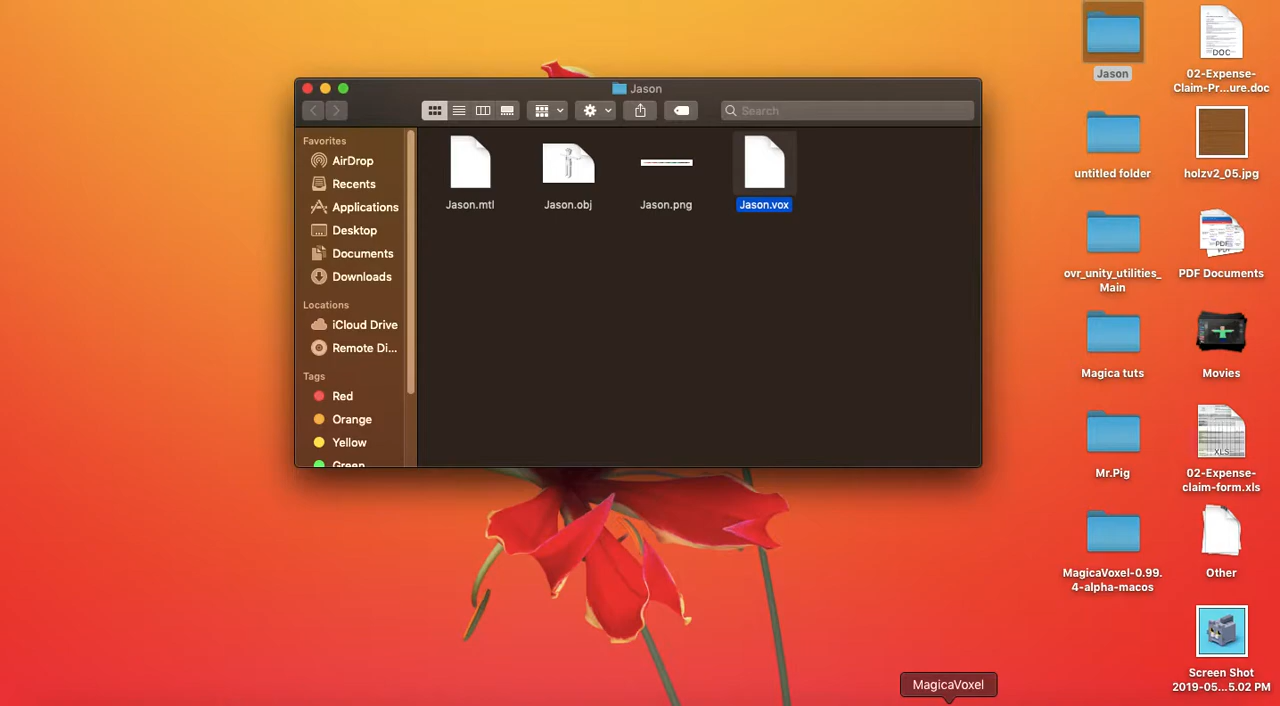 Jason
Search
Favorites
AirDrop
Recents
Applications
Desktop
Documents
Downloads
Locations
iCloud Drive
Remote Di...
Tags
Red
Orange
Yellow
Green
Jason.mtl
Jason.obj
Jason.png
Jason.vox
Jason
untitled folder
ovr_unity_utilities_
Main
Magica tuts
Mr.Pig
MagicaVoxel-0.99.
4-alpha-macos
DOC
02-Expense-
Claim-Pr...ure.doc
holzv2_05.jpg
PDF
PDF Documents
Movies
XLS
02-Expense-
claim-form.xls
Other
Screen Shot
2019-05...5.02 PM
MagicaVoxel